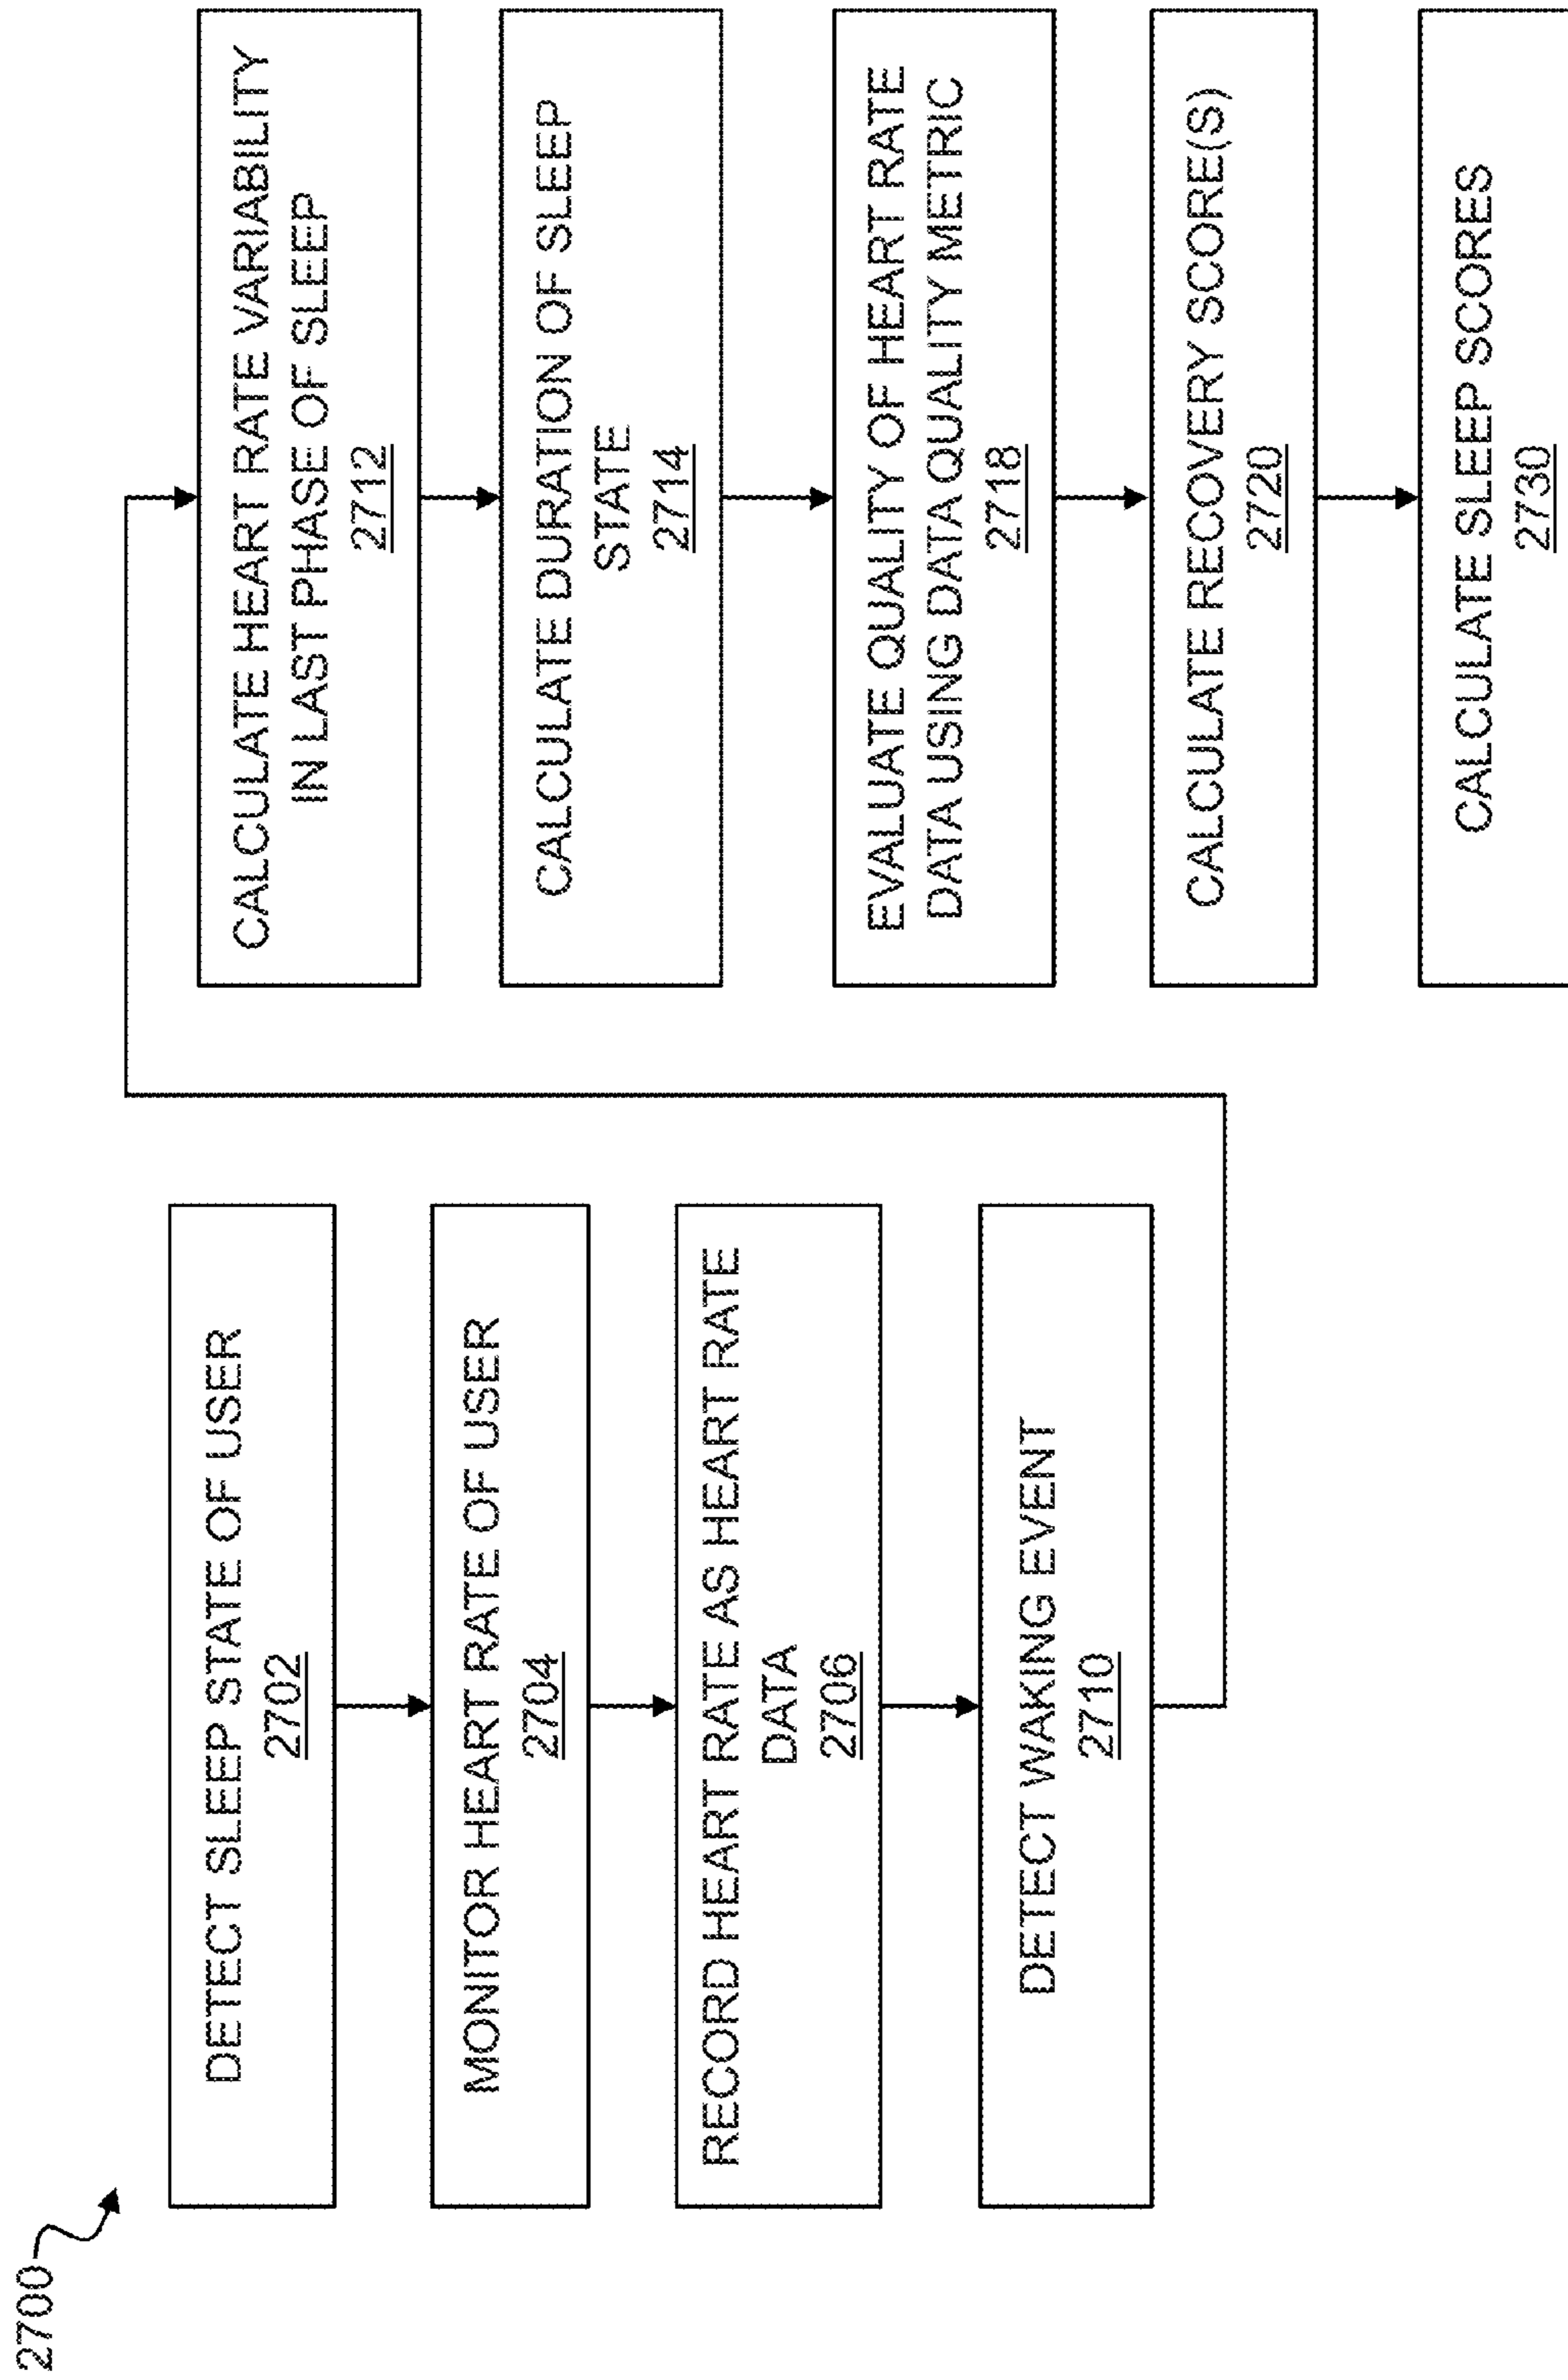 2700
DETECT SLEEP STATE OF USER
2702
MONITOR HEART RATE OF USER
2704
RECORD HEART RATE AS HEART RATE
DATA
2706
DETECT WAKING EVENT
2710
CALCULATE HEART RATE VARIABILITY
IN LAST PHASE OF SLEEP
2712
CALCULATE DURATION OF SLEEP
STATE
2714
EVALUATE QUALITY OF HEART RATE
DATA USING DATA QUALITY METRIC
2718
CALCULATE RECOVERY SCORE(S)
2720
CALCULATE SLEEP SCORES
2730